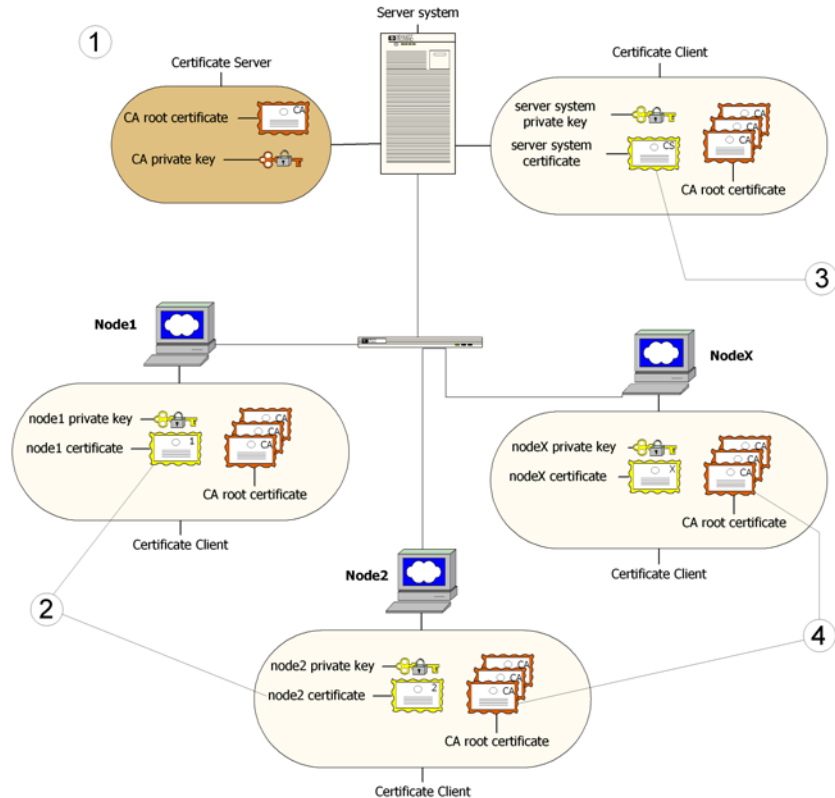 Server system
1
Certificate Server
CA root certificate
CA
CA private key
Certificate Client
server system
private key
server system
certificate
CS
CA
CA
CA
CA root certificate
3
Node1
node1 private key
node1 certificate
1
CA
CA
CA
CA root certificate
Certificate Client
NodeX
nodeX private key
nodeX certificate
X
CA
CA
CA
CA root certificate
Certificate Client
2
Node2
node2 private key
node2 certificate
2
CA
CA
CA
CA root certificate
Certificate Client
4